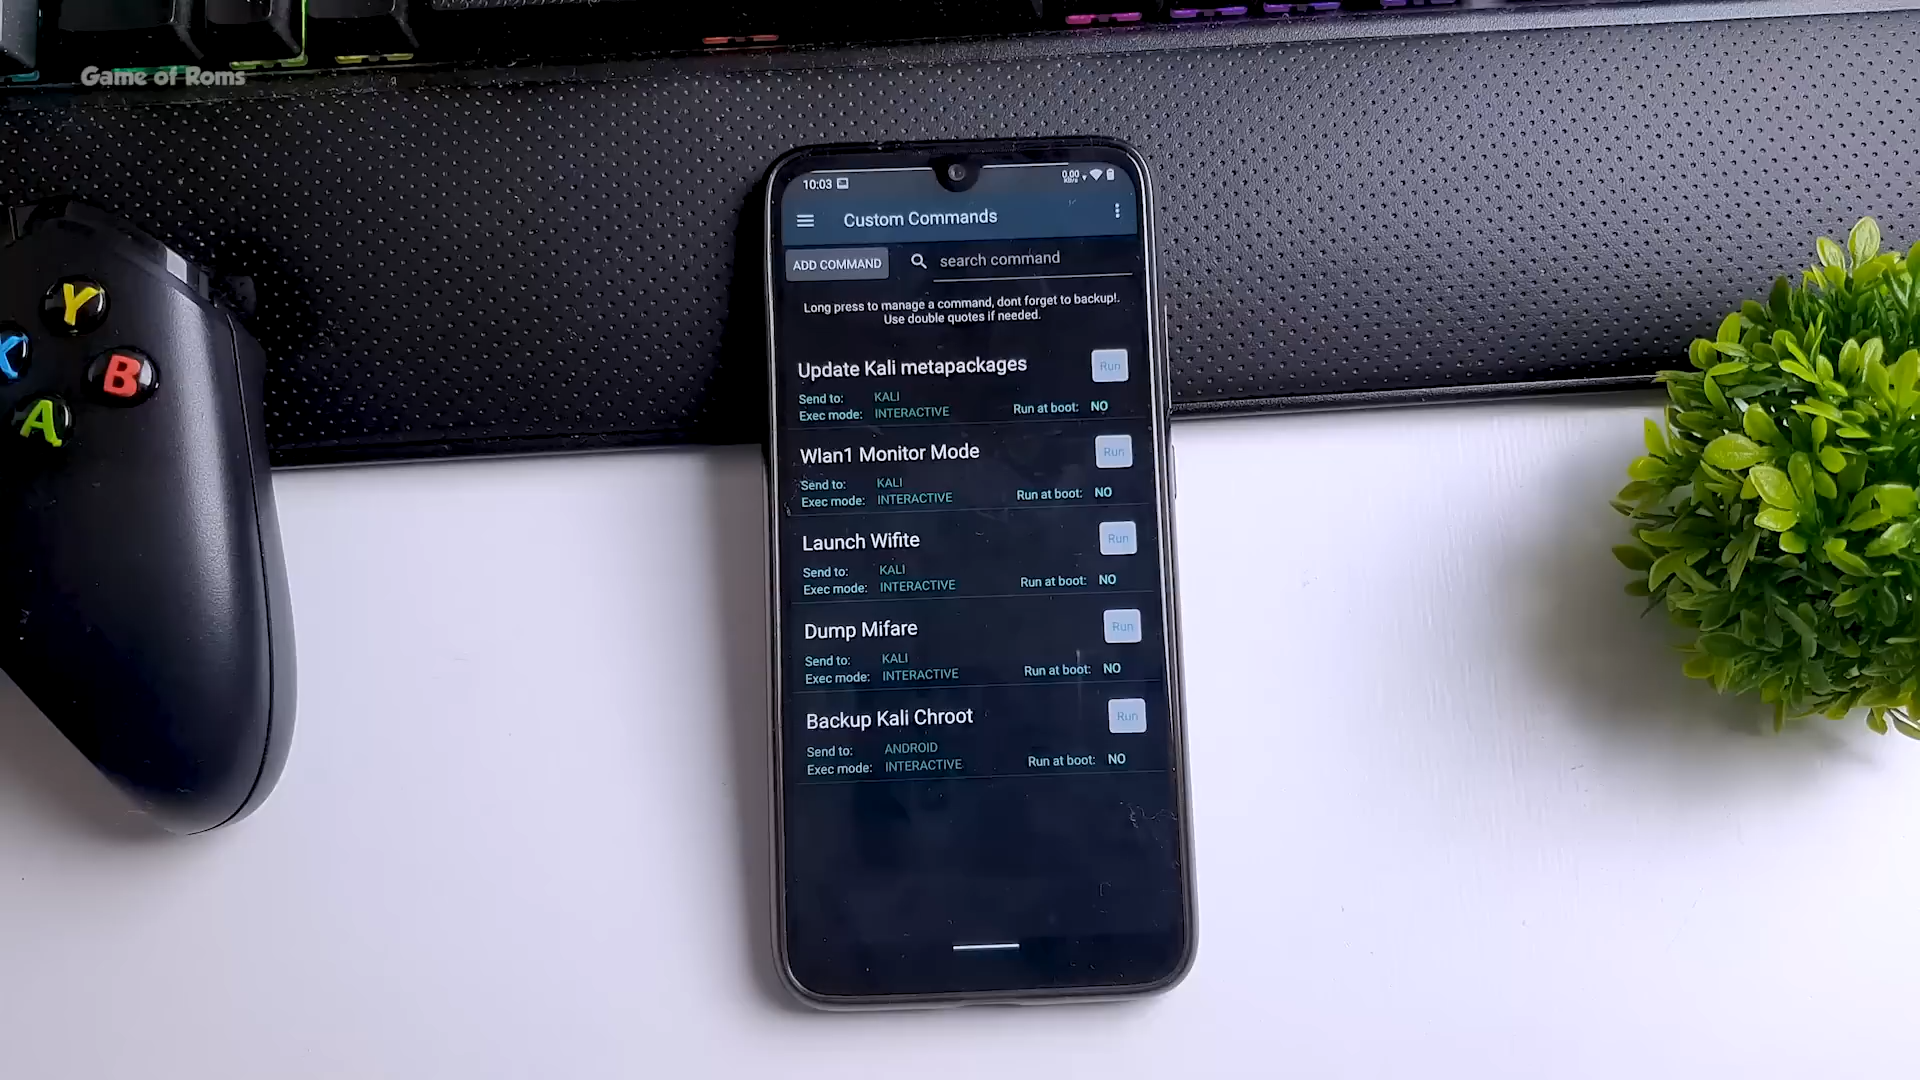 Game of Roms
Y
X
B
A
10:03
0.00
KB/s
Custom Commands
ADD COMMAND
search command
Long press to manage a command, dont forget to backup!.
Use double quotes if needed.
Update Kali metapackages
Run
Send to: KALI
Exec mode: INTERACTIVE
Run at boot: NO
Wlan1 Monitor Mode
Run
Send to: KALI
Exec mode: INTERACTIVE
Run at boot: NO
Launch Wifite
Run
Send to: KALI
Exec mode: INTERACTIVE
Run at boot: NO
Dump Mifare
Run
Send to: KALI
Exec mode: INTERACTIVE
Run at boot: NO
Backup Kali Chroot
Run
Send to: ANDROID
Exec mode: INTERACTIVE
Run at boot: NO